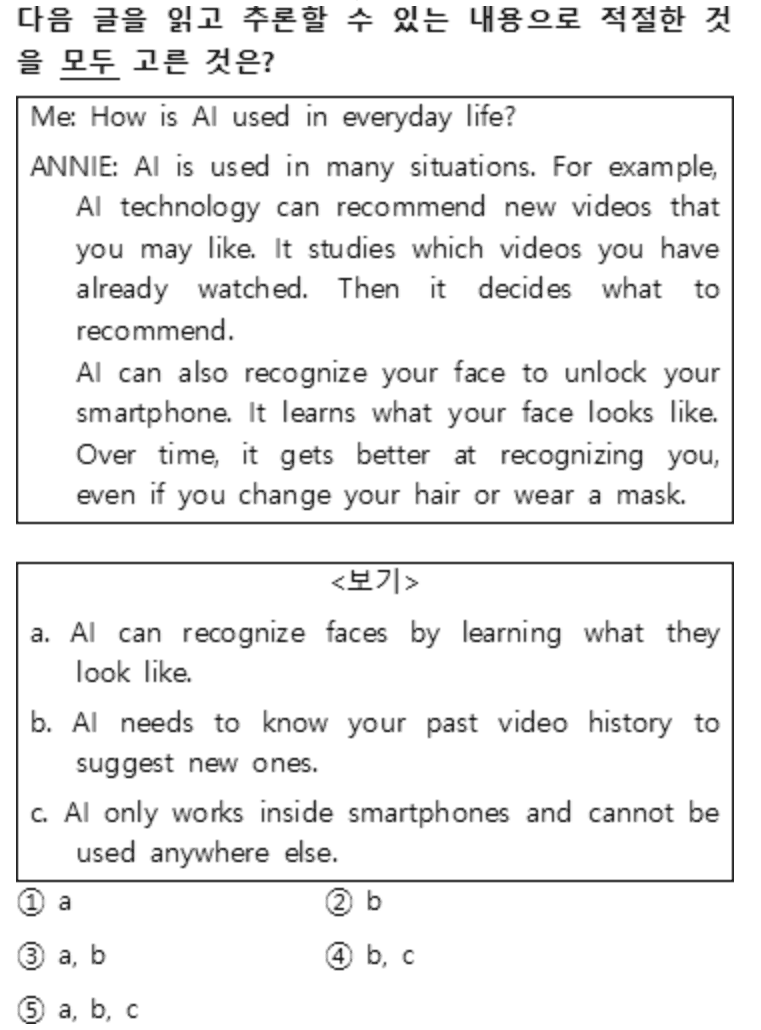 다음 글을 읽고 추론할 수 있는 내용으로 적절한 것
을 모두 고른 것은?
Me: How is AI used in everyday life?
ANNIE: AI is used in many situations. For example,
AI technology can recommend new videos that
you may like. It studies which videos you have
already watched. Then it decides what to
recommend.
AI can also recognize your face to unlock your
smartphone. It learns what your face looks like.
Over time, it gets better at recognizing you,
even if you change your hair or wear a mask.
<보기>
a. AI can recognize faces by learning what they
look like.
b. AI needs to know your past video history to
suggest new ones.
c. AI only works inside smartphones and cannot be
used anywhere else.
① a
② b
③ a, b
④ b, c
⑤ a, b, c